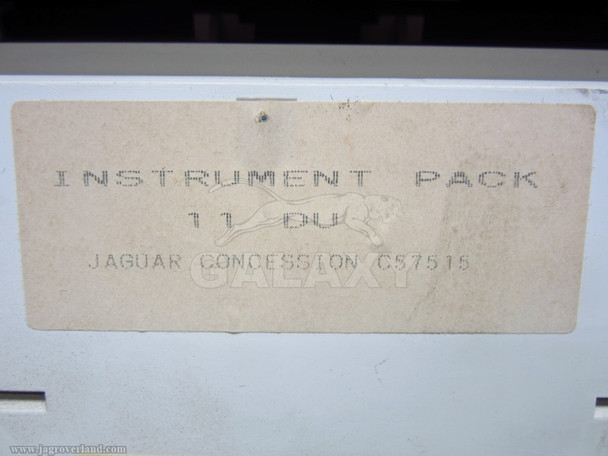 INSTRUMENT PACK
11 DU
JAGUAR CONCESSION C57515
GALAXY
www.jagroverland.com